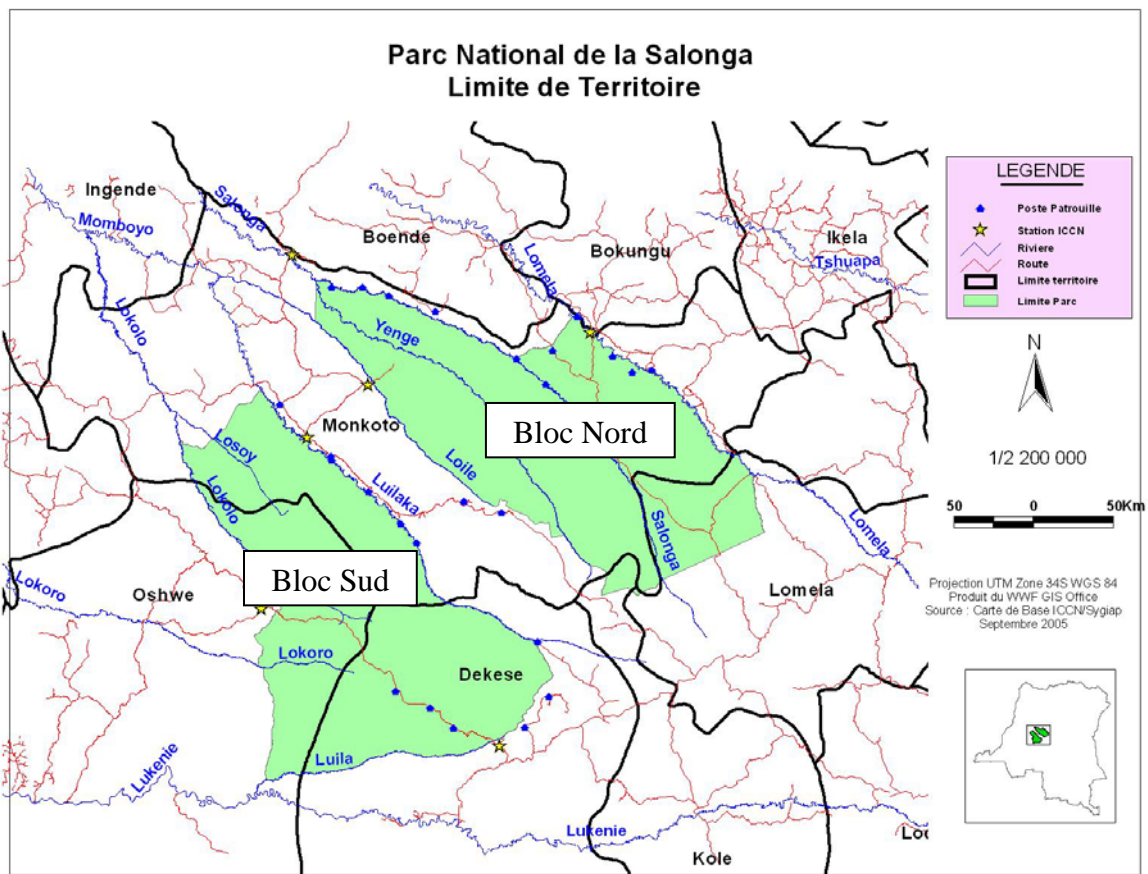 Parc National de la Salonga
Limite de Territoire
Ingende
Salonga
Momboyo
Boende
Lomela
Bokungu
Ikela
Tshuapa
Lokolo
Yenge
Monkoto
Bloc Nord
Losoy
Loile
Lokolo
Luilaka
Salonga
Lomela
Bloc Sud
Lokoro
Oshwe
Lomela
Lokoro
Dekese
Luila
Lukenie
Lukenie
Kole
Lod
LEGENDE
Poste Patrouille
Station ICCN
Riviere
Route
Limite territoire
Limite Parc
N
1/2 200 000
50 0 50Km
Projection UTM Zone 34S WGS 84
Produit du WWF GIS Office
Source : Carte de Base ICCN/Sygiap
Septembre 2005